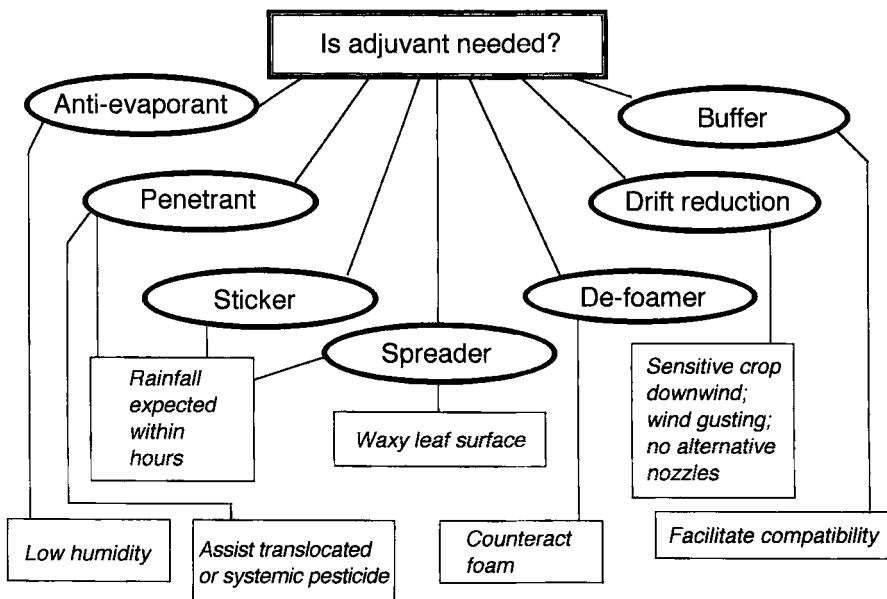 Is adjuvant needed?
Anti-evaporant
Buffer
Penetrant
Drift reduction
Sticker
De-foamer
Spreader
Rainfall
expected
within
hours
Waxy leaf surface
Sensitive crop
downwind;
wind gusting;
no alternative
nozzles
Low humidity
Assist translocated
or systemic pesticide
Counteract
foam
Facilitate compatibility